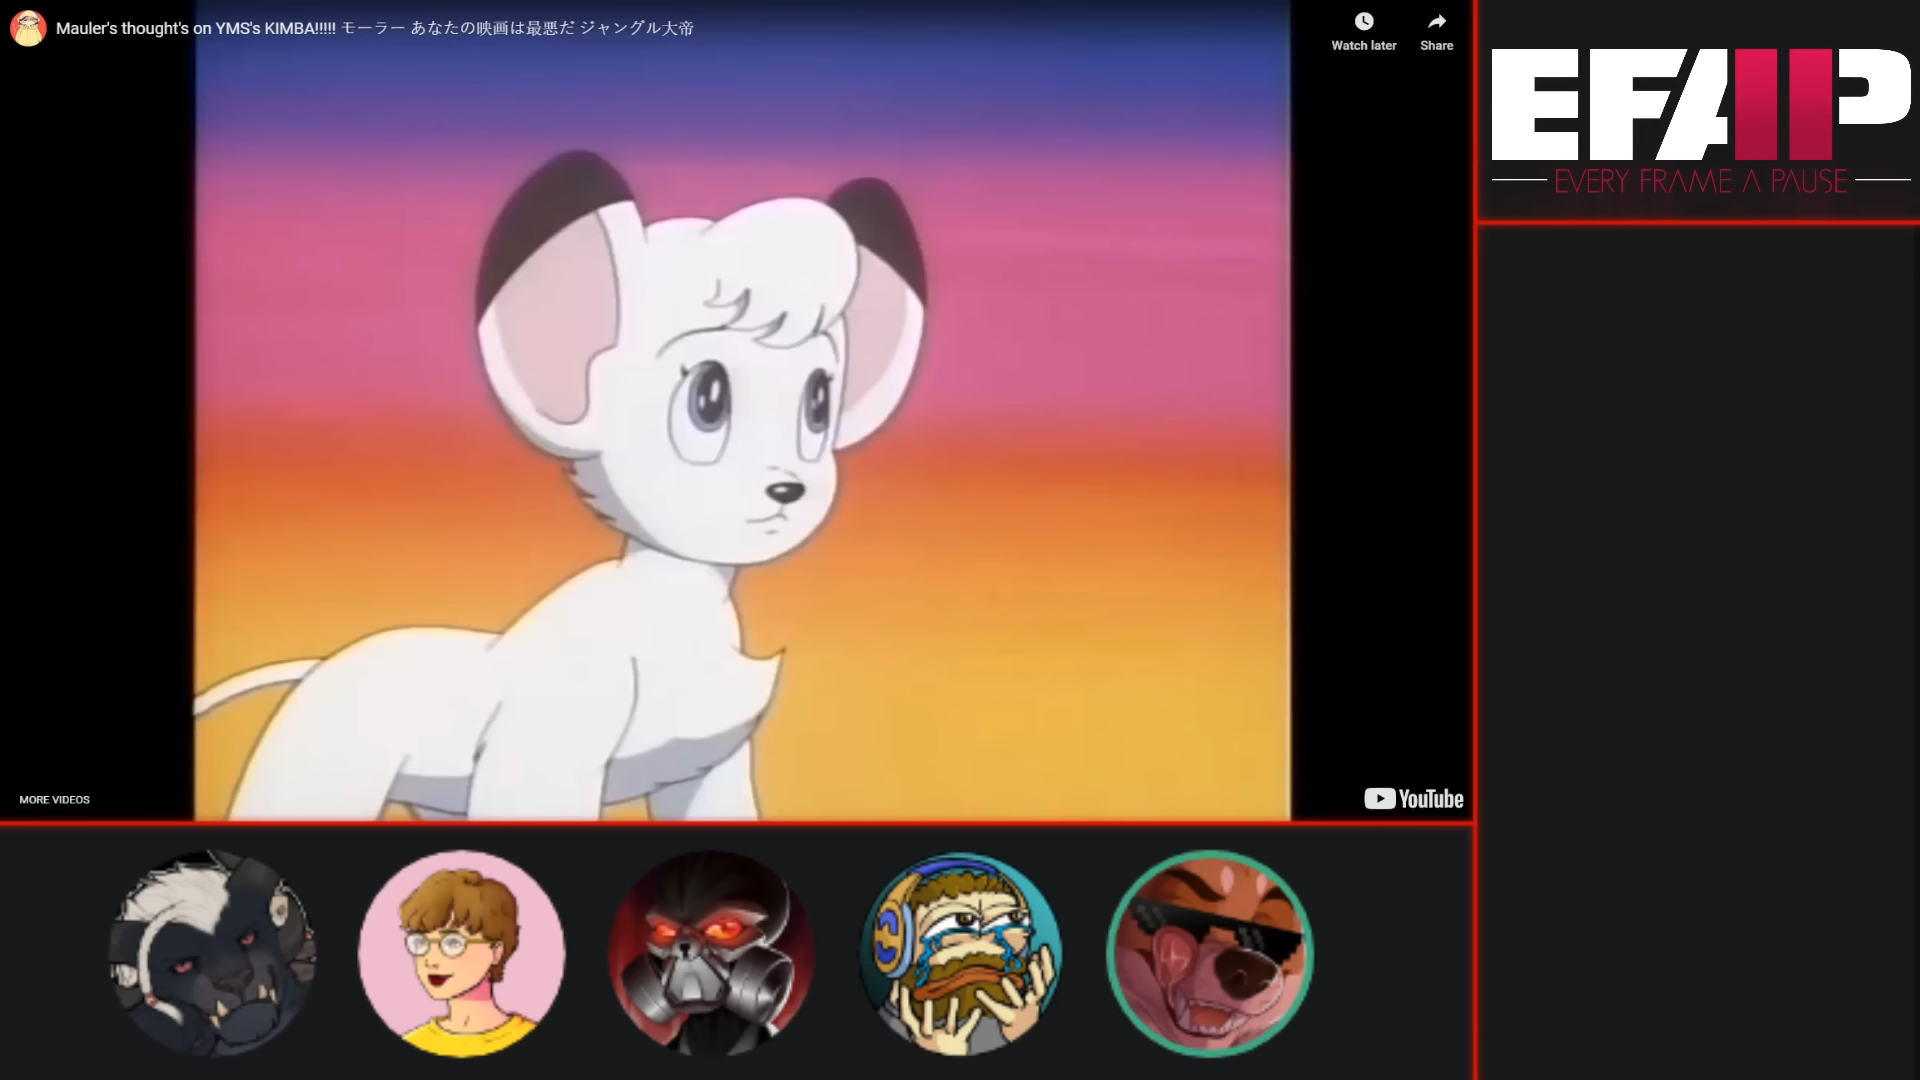 Mauler's thought's on YMS's KIMBA!!!!! モーラー あなたの映画は最悪だ ジャングル大帝
Watch later
Share
EFAP
EVERY FRAME A PAUSE
MORE VIDEOS
YouTube